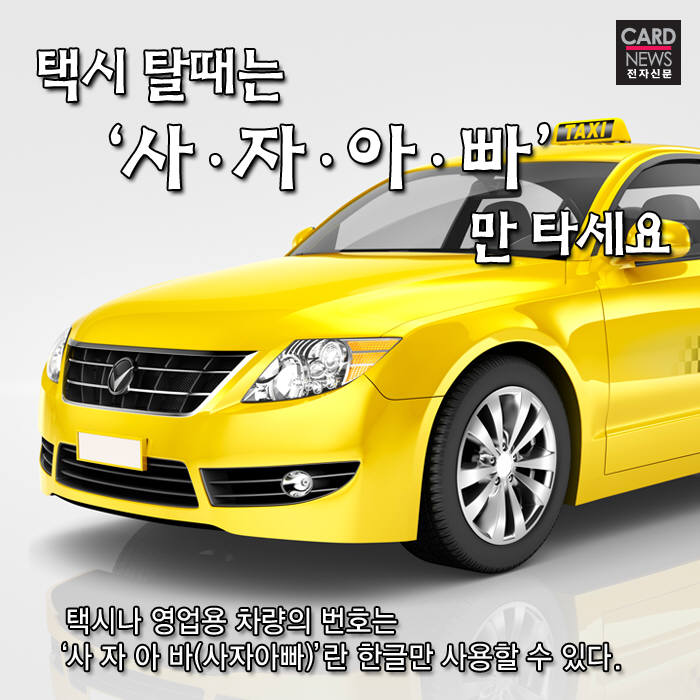 CARD
NEWS
전자신문
택시 탈때는
‘사·자·아·빠’
TAXI
만 타세요
택시나 영업용 차량의 번호는
‘사 자 아 바(사자아빠)’란 한글만 사용할 수 있다.